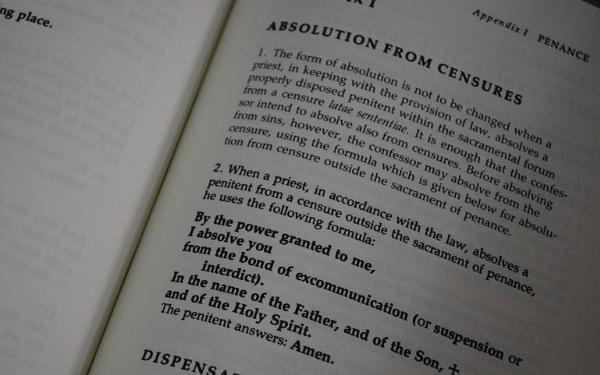 ng place.
IX I
Appendix I PENANCE
ABSOLUTION FROM CENSURES
1. The form of absolution is not to be changed when a
priest, in keeping with the provision of law, absolves a
properly disposed penitent within the sacramental forum
from a censure latae sententiae. It is enough that the confes-
sor intend to absolve also from censures. Before absolving
from sins, however, the confessor may absolve from the
censure, using the formula which is given below for absolu-
tion from censure outside the sacrament of penance.
2. When a priest, in accordance with the law, absolves a
penitent from a censure outside the sacrament of penance,
he uses the following formula:
By the power granted to me,
I absolve you
from the bond of excommunication (or suspension or
interdict).
In the name of the Father, and of the Son, ✠
and of the Holy Spirit.
The penitent answers: Amen.